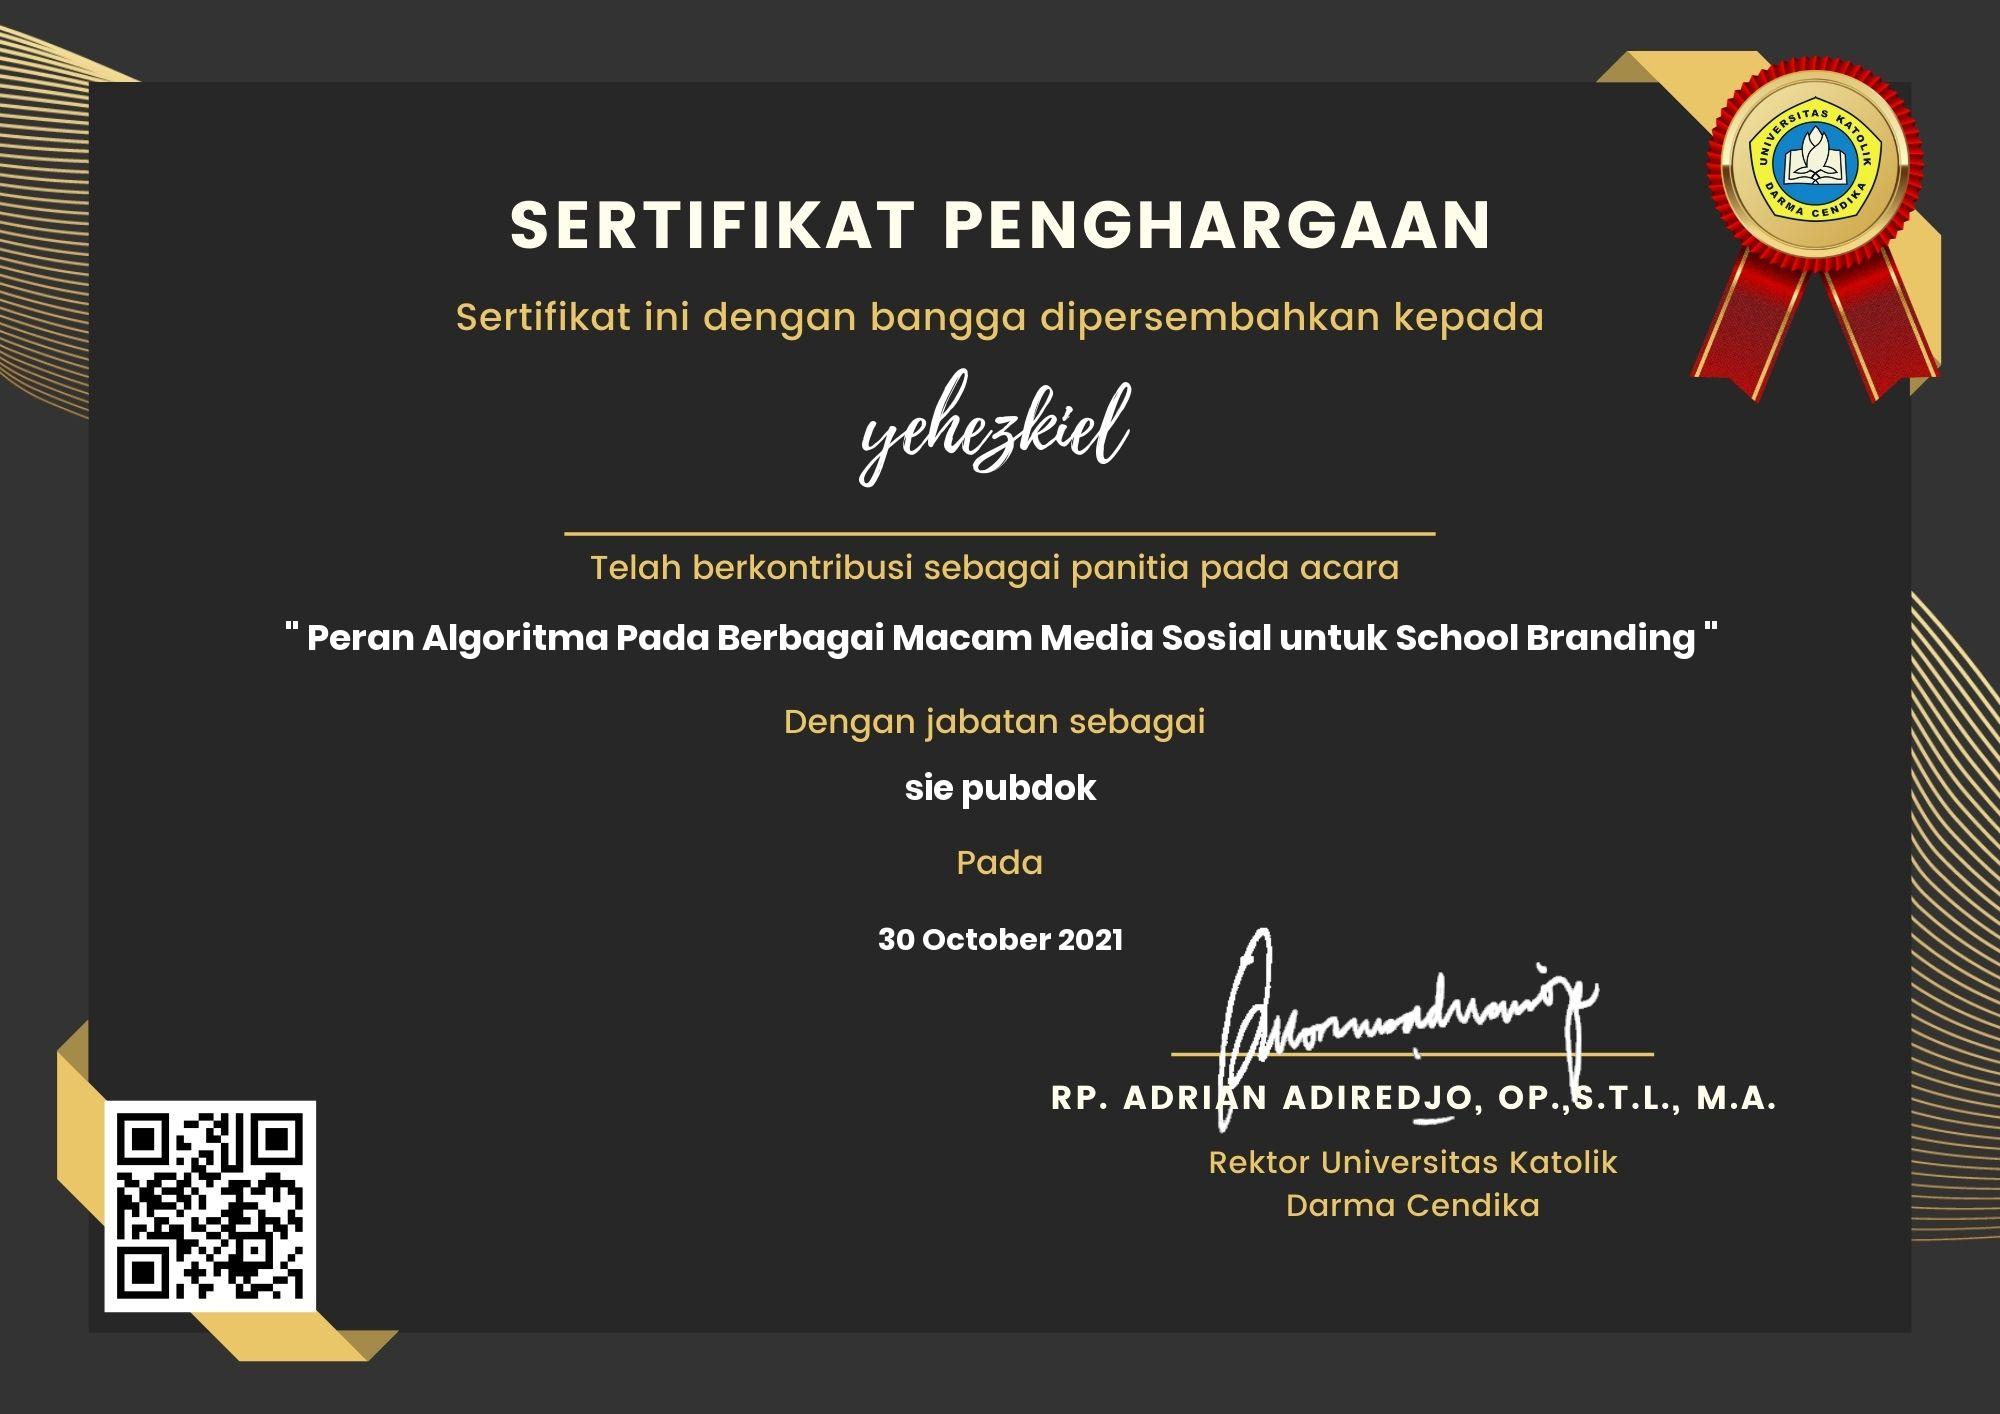 UNIVERSITAS KATOLIK
DARMA CENDIKA
SERTIFIKAT PENGHARGAAN
Sertifikat ini dengan bangga dipersembahkan kepada
yehezkiel
Telah berkontribusi sebagai panitia pada acara
" Peran Algoritma Pada Berbagai Macam Media Sosial untuk School Branding "
Dengan jabatan sebagai
sie pubdok
Pada
30 October 2021
RP. ADRIAN ADIREDJO, OP.,S.T.L., M.A.
Rektor Universitas Katolik
Darma Cendika